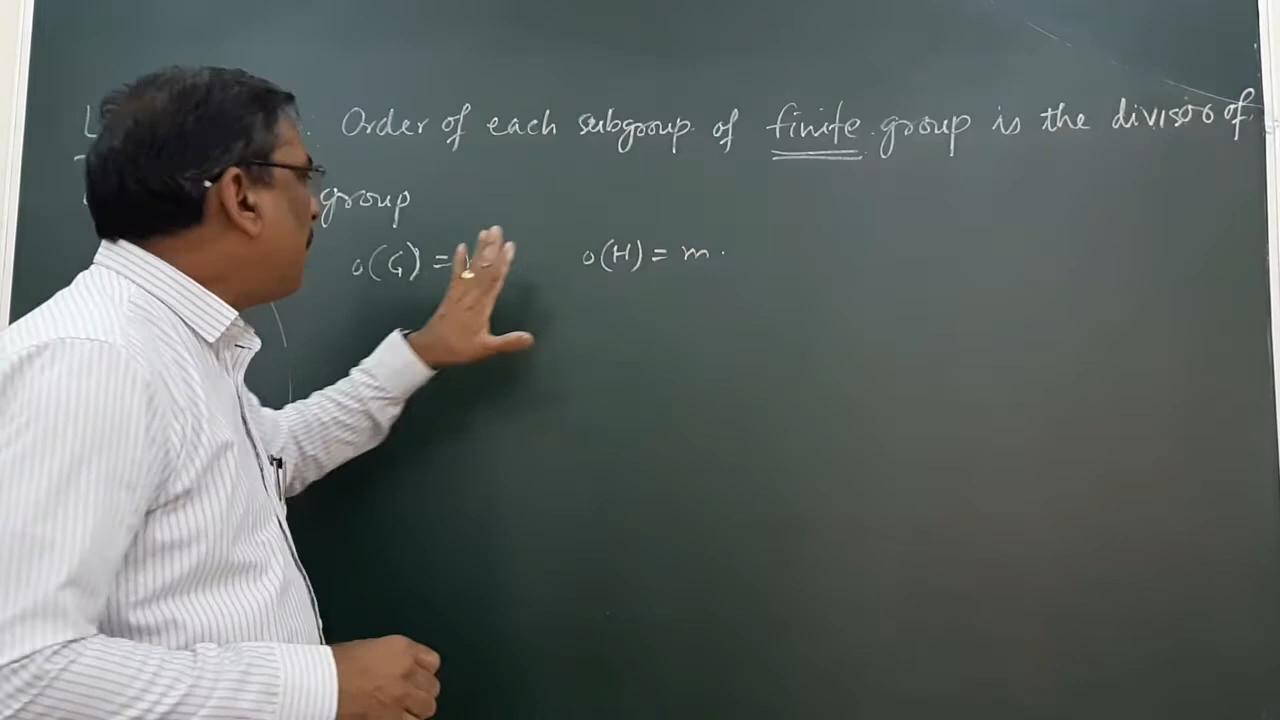 Order of each subgroup of finite group is the divisor of
group
o(G) = o(H) = m.